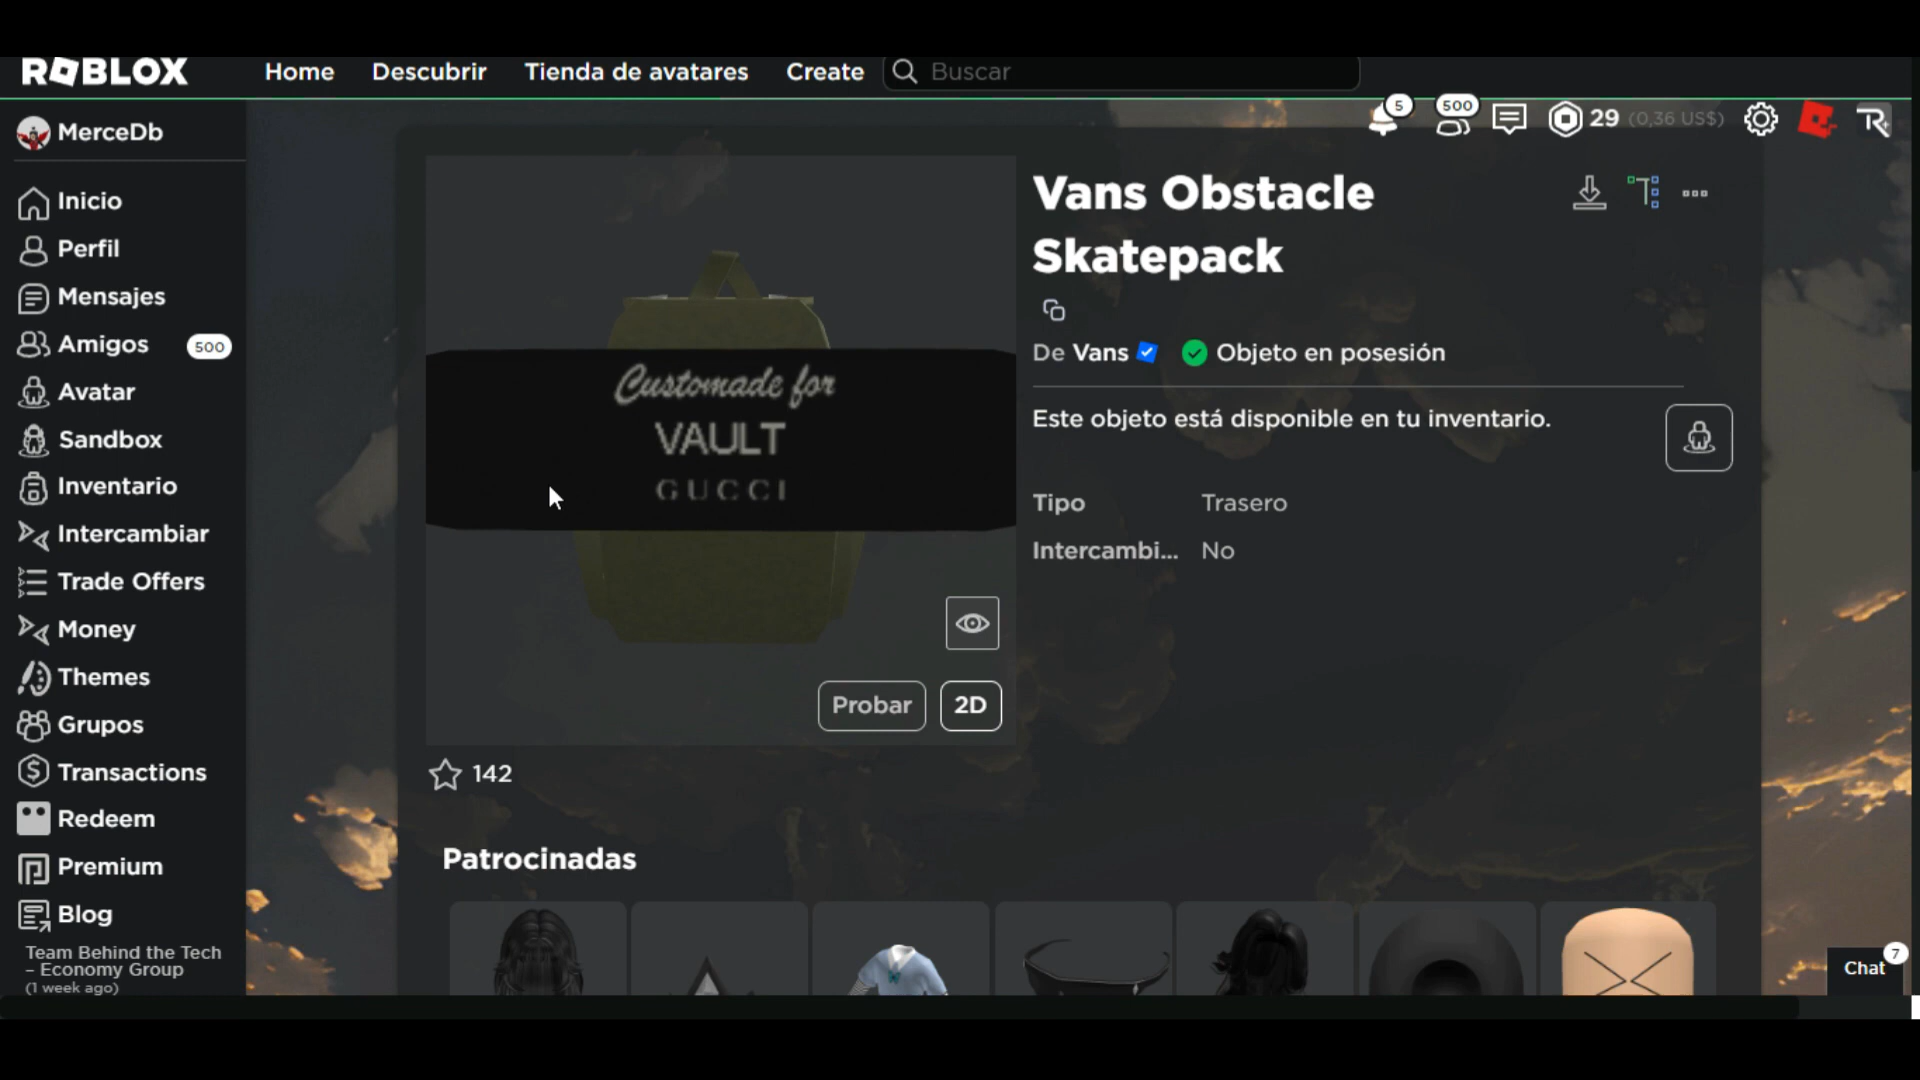 ROBLOX
Home
Descubrir
Tienda de avatares
Create
Buscar
5
500
29 (0,36 US$)
MerceDb
Inicio
Perfil
Mensajes
Amigos
500
Avatar
Sandbox
Inventario
Intercambiar
Trade Offers
Money
Themes
Grupos
Transactions
Redeem
Premium
Blog
Team Behind the Tech
– Economy Group
(1 week ago)
Customade for
VAULT
GUCCI
Probar
2D
142
Vans Obstacle
Skatepack
De Vans
Objeto en posesión
Este objeto está disponible en tu inventario.
Tipo
Trasero
Intercambi...
No
Patrocinadas
Chat
7